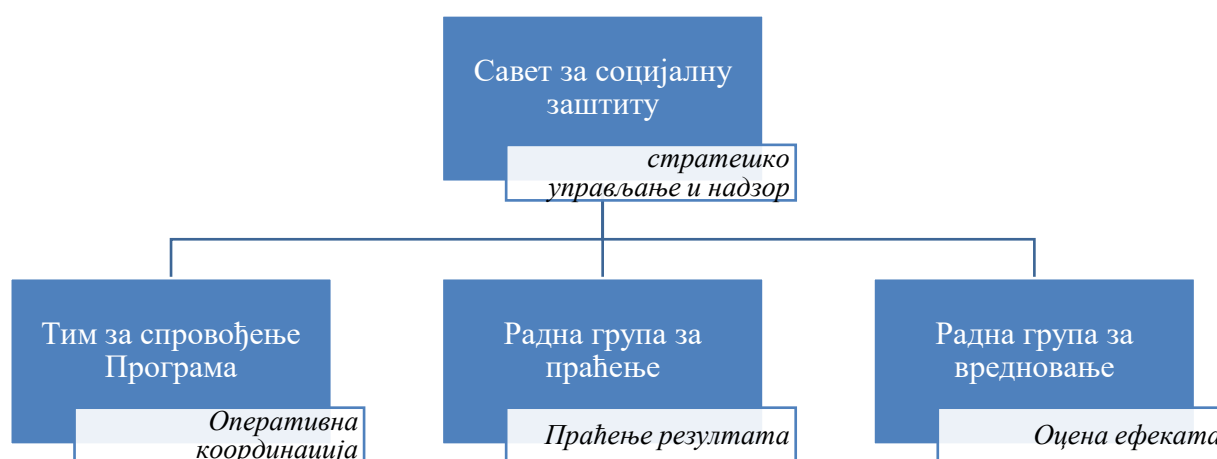 Савет за социјалну
заштиту
стратешко
управљање и надзор
Тим за спровођење
Програма
Оперативна
координација
Радна група за
праћење
Праћење резултата
Радна група за
вредновање
Оцена ефеката